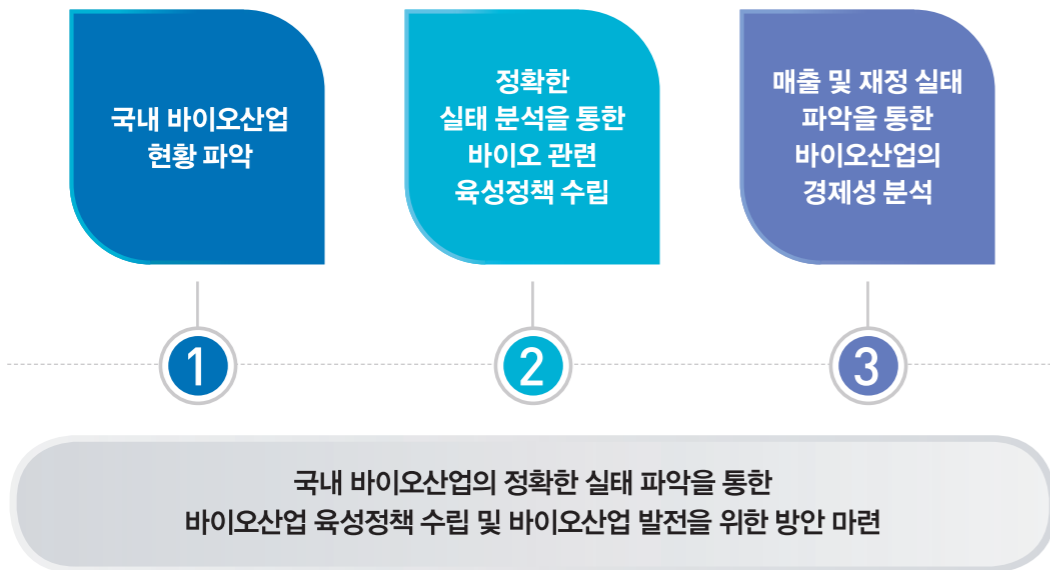 국내 바이오산업
현황 파악
정확한
실태 분석을 통한
바이오 관련
육성정책 수립
매출 및 재정 실태
파악을 통한
바이오산업의
경제성 분석
1
2
3
국내 바이오산업의 정확한 실태 파악을 통한
바이오산업 육성정책 수립 및 바이오산업 발전을 위한 방안 마련